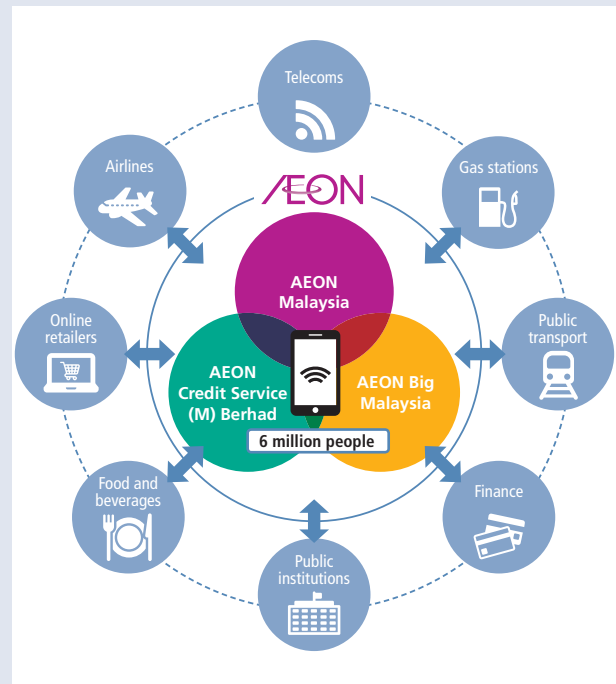 Telecoms
Airlines
Gas stations
ÆON
AEON
Malaysia
Online
retailers
Public
transport
AEON
Credit Service
(M) Berhad
AEON Big
Malaysia
6 million people
Food and
beverages
Finance
Public
institutions